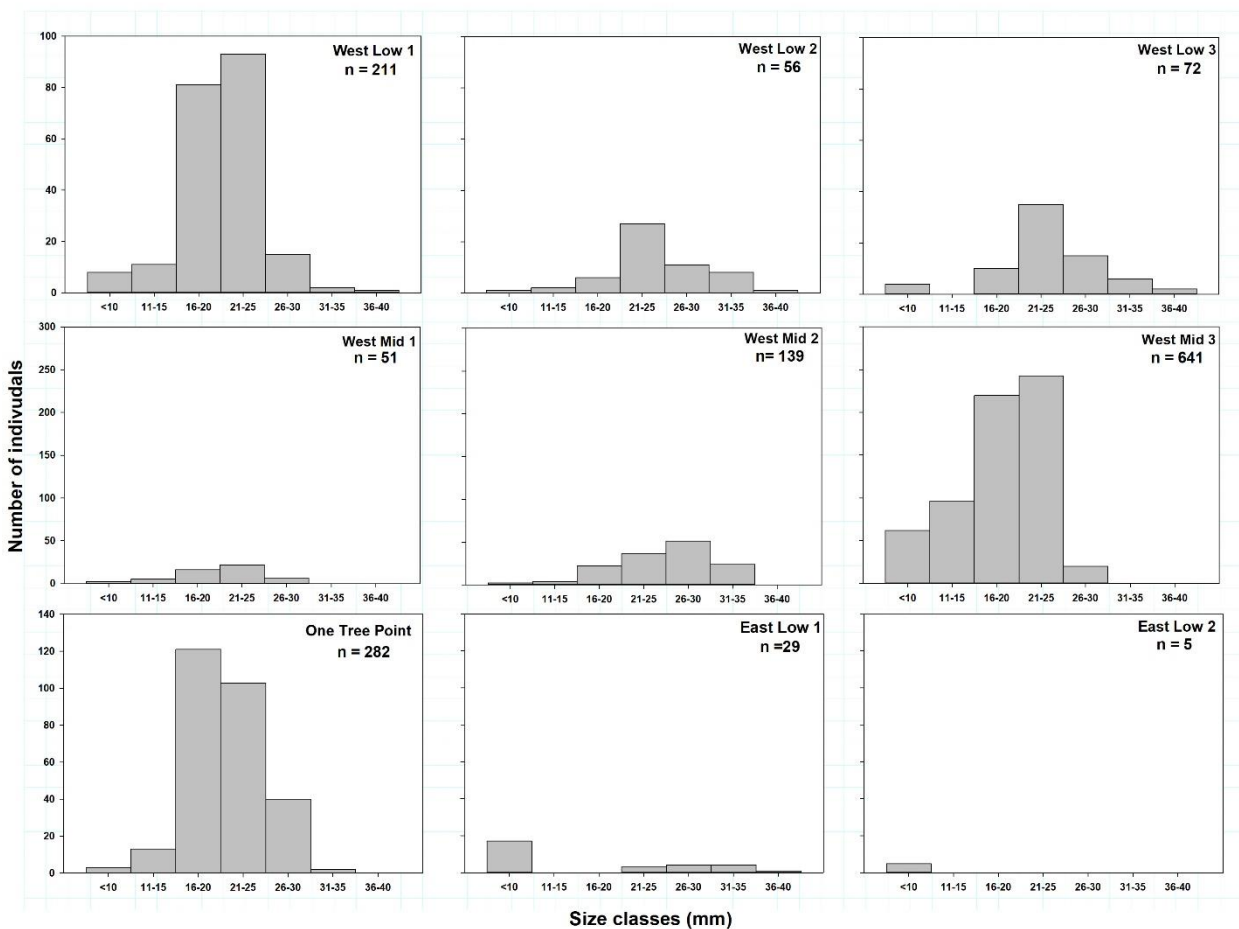 West Low 1
n = 211
100
80
60
40
20
0
<10 11-15 16-20 21-25 26-30 31-35 36-40
West Low 2
n = 56
<10 11-15 16-20 21-25 26-30 31-35 36-40
West Low 3
n = 72
<10 11-15 16-20 21-25 26-30 31-35 36-40
Number of indivudals
West Mid 1
n = 51
300
250
200
150
100
50
0
<10 11-15 16-20 21-25 26-30 31-35 36-40
West Mid 2
n= 139
<10 11-15 16-20 21-25 26-30 31-35 36-40
West Mid 3
n = 641
<10 11-15 16-20 21-25 26-30 31-35 36-40
One Tree Point
n = 282
140
120
100
80
60
40
20
0
<10 11-15 16-20 21-25 26-30 31-35 36-40
East Low 1
n =29
<10 11-15 16-20 21-25 26-30 31-35 36-40
East Low 2
n = 5
<10 11-15 16-20 21-25 26-30 31-35 36-40
Size classes (mm)